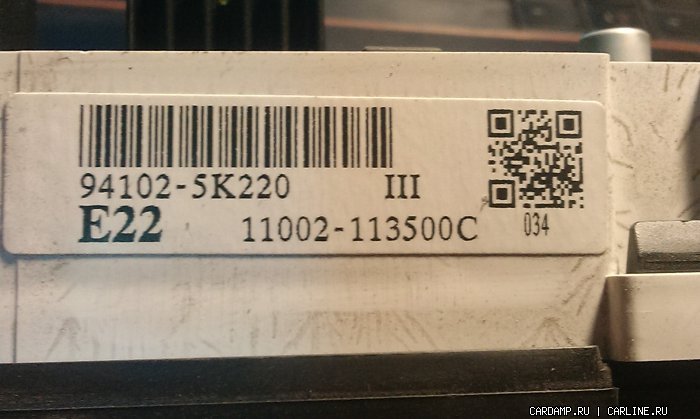 94102-5K220 III
E22 11002-113500C
034
CARDAMP.RU | CARLINE.RU